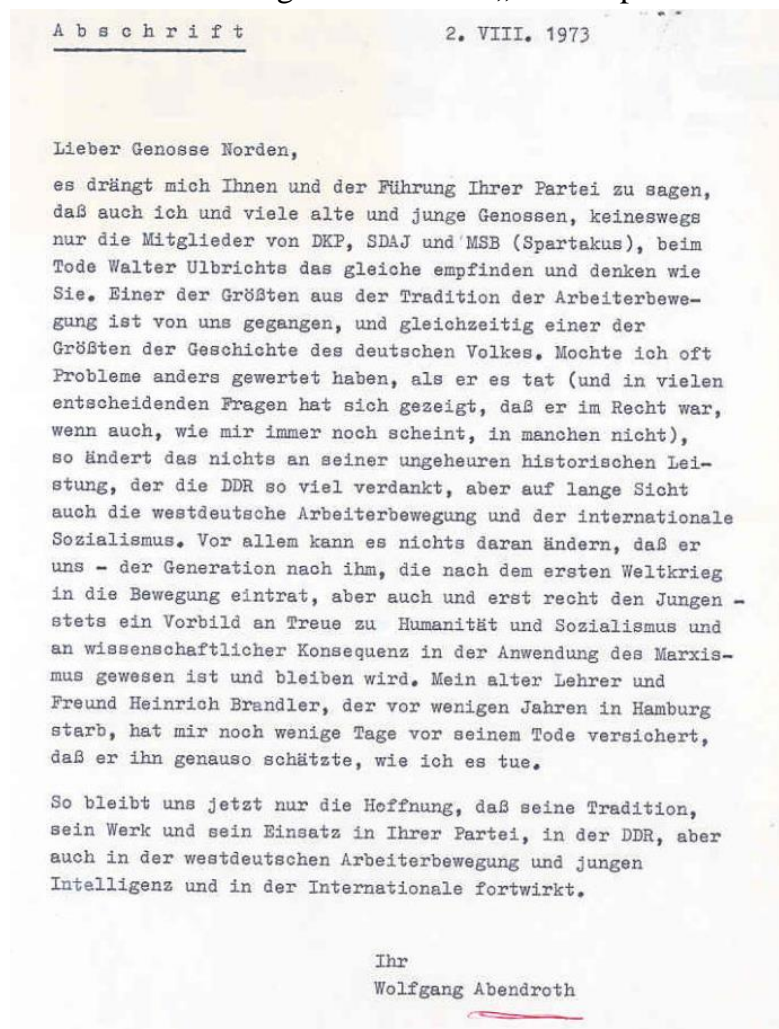 A b s c h r i f t 2. VIII. 1973
Lieber Genosse Norden,
es drängt mich Ihnen und der Führung Ihrer Partei zu sagen,
daß auch ich und viele alte und junge Genossen, keineswegs
nur die Mitglieder von DKP, SDAJ und MSB (Spartakus), beim
Tode Walter Ulbrichts das gleiche empfinden und denken wie
Sie. Einer der Größten aus der Tradition der Arbeiterbewe-
gung ist von uns gegangen, und gleichzeitig einer der
Größten der Geschichte des deutschen Volkes. Mochte ich oft
Probleme anders gewertet haben, als er es tat (und in vielen
entscheidenden Fragen hat sich gezeigt, daß er im Recht war,
wenn auch, wie mir immer noch scheint, in manchen nicht),
so ändert das nichts an seiner ungeheuren historischen Lei-
stung, der die DDR so viel verdankt, aber auf lange Sicht
auch die westdeutsche Arbeiterbewegung und der internationale
Sozialismus. Vor allem kann es nichts daran ändern, daß er
uns - der Generation nach ihm, die nach dem ersten Weltkrieg
in die Bewegung eintrat, aber auch und erst recht den Jungen -
stets ein Vorbild an Treue zu Humanität und Sozialismus und
an wissenschaftlicher Konsequenz in der Anwendung des Marxis-
mus gewesen ist und bleiben wird. Mein alter Lehrer und
Freund Heinrich Brandler, der vor wenigen Jahren in Hamburg
starb, hat mir noch wenige Tage vor seinem Tode versichert,
daß er ihn genauso schätzte, wie ich es tue.
So bleibt uns jetzt nur die Hoffnung, daß seine Tradition,
sein Werk und sein Einsatz in Ihrer Partei, in der DDR, aber
auch in der westdeutschen Arbeiterbewegung und jungen
Intelligenz und in der Internationale fortwirkt.
Ihr
Wolfgang Abendroth